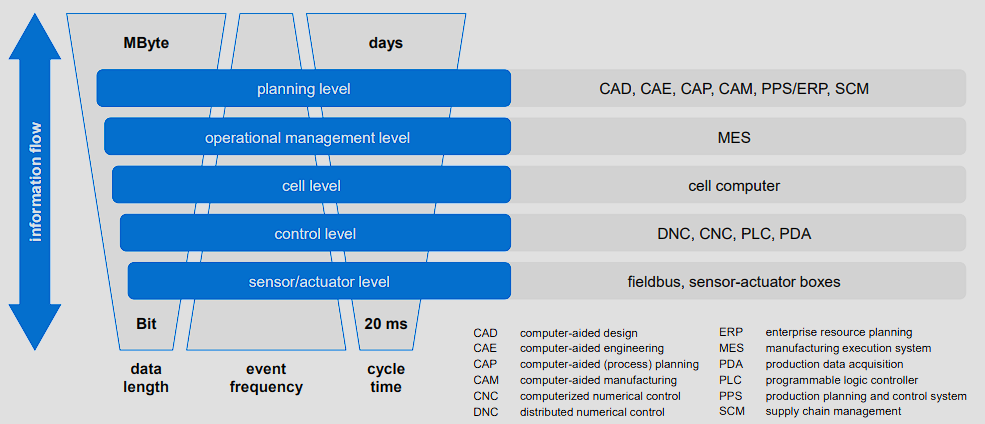 MByte
days
planning level
CAD, CAE, CAP, CAM, PPS/ERP, SCM
operational management level
MES
cell level
cell computer
control level
DNC, CNC, PLC, PDA
sensor/actuator level
fieldbus, sensor-actuator boxes
information flow
Bit
20 ms
data
length
event
frequency
cycle
time
CAD computer-aided design
CAE computer-aided engineering
CAP computer-aided (process) planning
CAM computer-aided manufacturing
CNC computerized numerical control
DNC distributed numerical control
ERP enterprise resource planning
MES manufacturing execution system
PDA production data acquisition
PLC programmable logic controller
PPS production planning and control system
SCM supply chain management